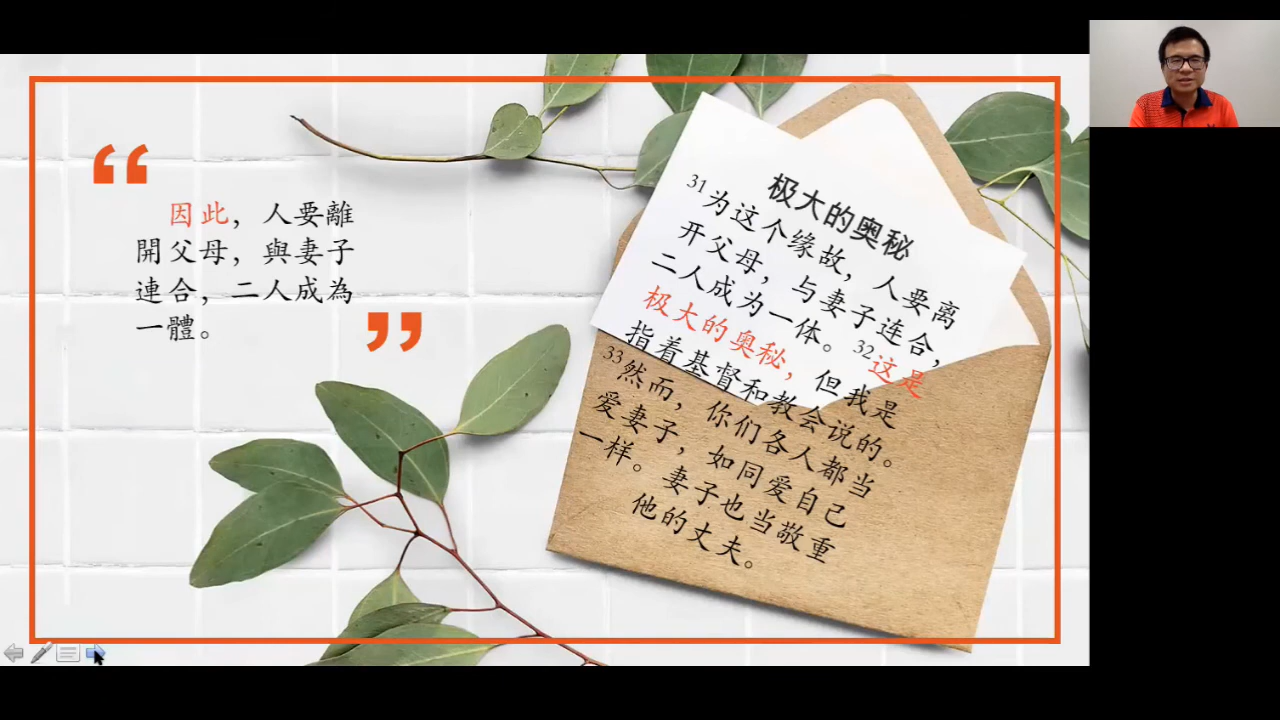 “
因此，人要離
開父母，與妻子
連合，二人成為
一體。
”
极大的奥秘
31为这个缘故，人要离
开父母，与妻子连合，
二人成为一体。32这是
极大的奥秘，但我是
指着基督和教会说的。
33然而，你们各人都当
爱妻子，如同爱自己
一样。妻子也当敬重
他的丈夫。